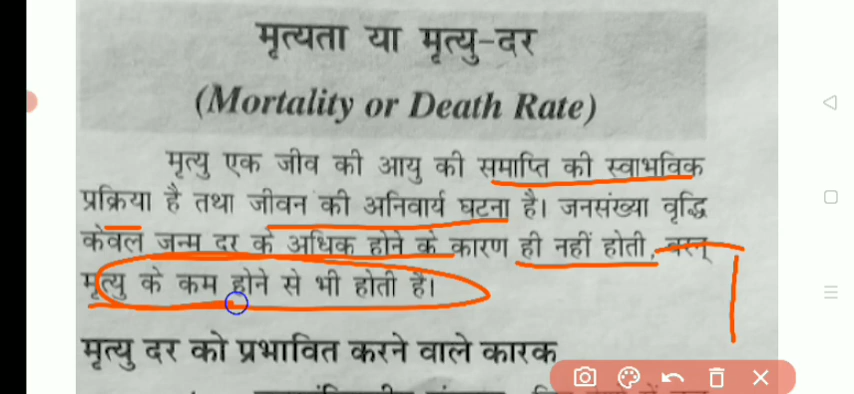 मृत्यता या मृत्यु-दर
(Mortality or Death Rate)
मृत्यु एक जीव की आयु की समाप्ति की स्वाभविक
प्रक्रिया है तथा जीवन की अनिवार्य घटना है। जनसंख्या वृद्धि
केवल जन्म दर के अधिक होने के कारण ही नहीं होती, वरन्
मृत्यु के कम होने से भी होती है।
मृत्यु दर को प्रभावित करने वाले कारक